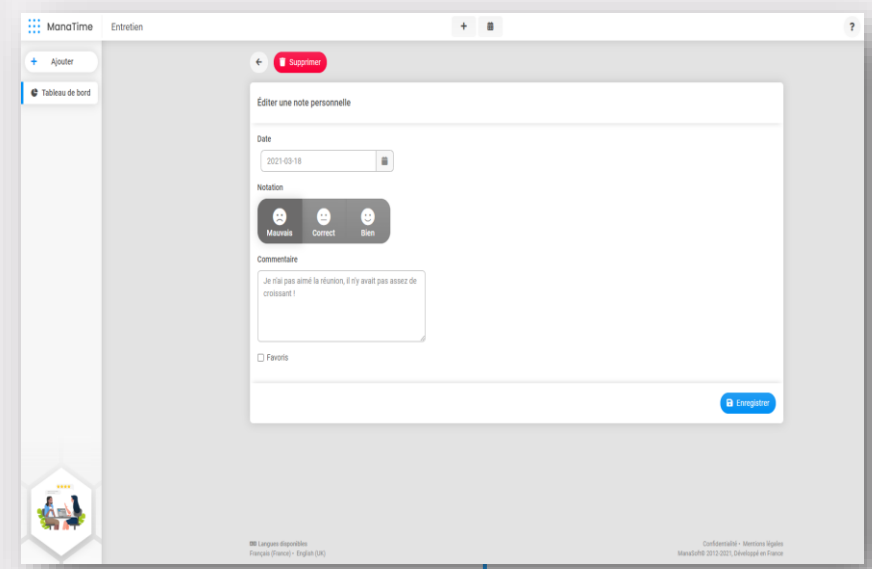 ManaTime
Entretien
?
Ajouter
Supprimer
Tableau de bord
Éditer une note personnelle
Date
2021-03-18
Notation
Mauvais Correct Bien
Commentaire
Je n'ai pas aimé la réunion, il n'y avait pas assez de
croissant !
Favoris
Enregistrer
Langues disponibles
Français (France) - English (UK)
Confidentialité - Mentions légales
ManaSoft© 2012-2021, Développé en France